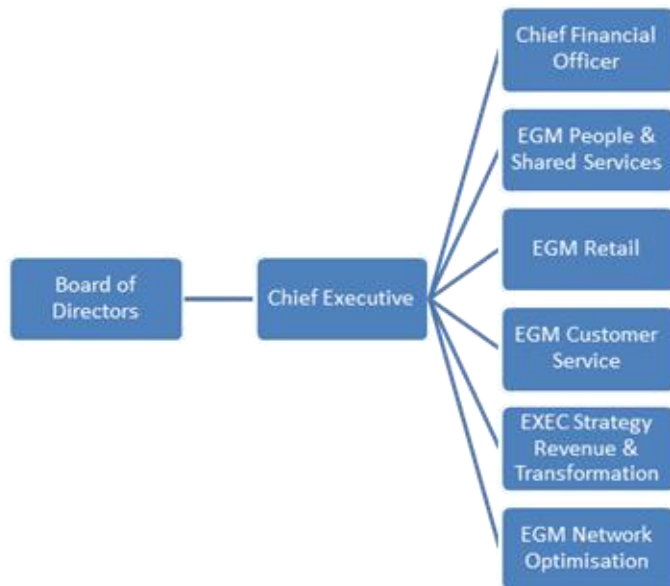 Board of
Directors
Chief Executive
Chief Financial
Officer
EGM People &
Shared Services
EGM Retail
EGM Customer
Service
EXEC Strategy
Revenue &
Transformation
EGM Network
Optimisation